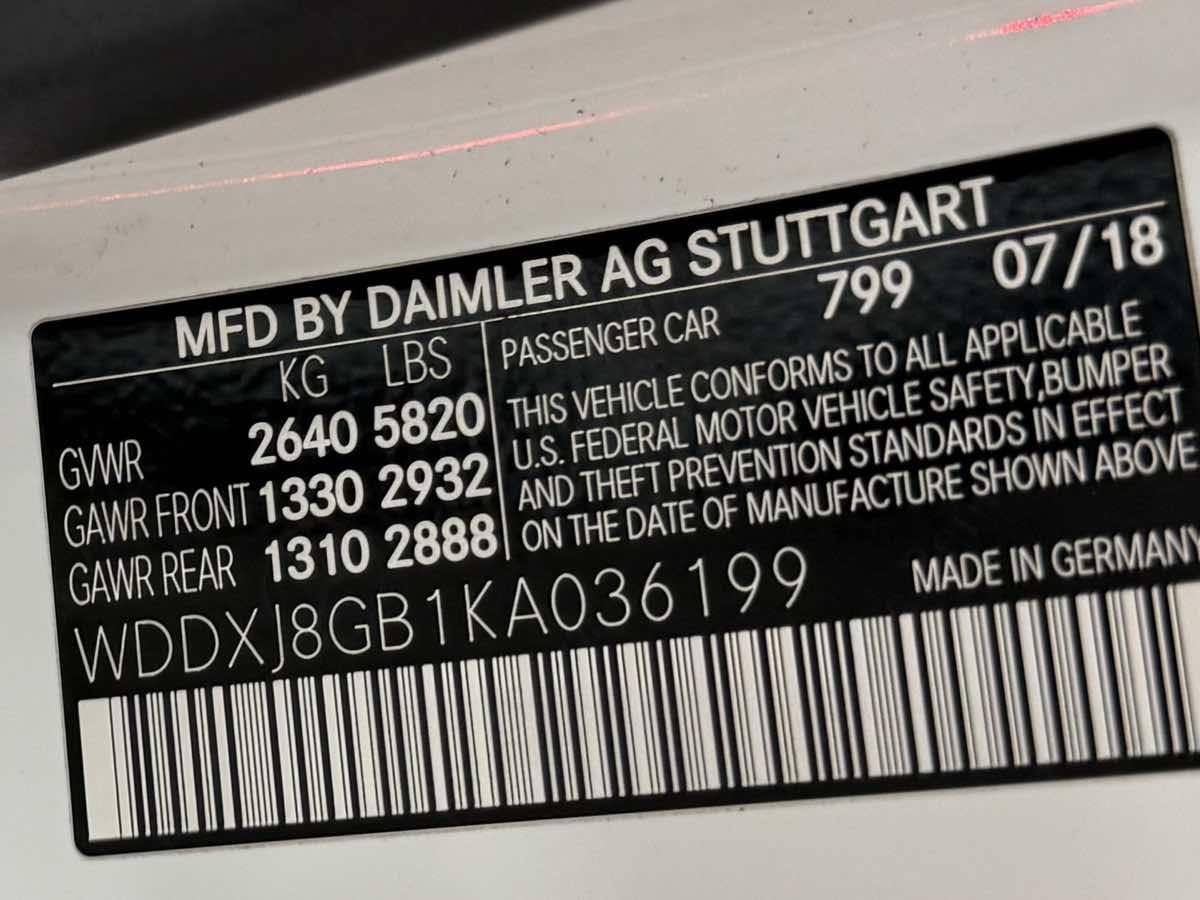 MFD BY DAIMLER AG STUTTGART
KG LBS
GVWR 2640 5820
GAWR FRONT 1330 2932
GAWR REAR 1310 2888
PASSENGER CAR 799 07/18
THIS VEHICLE CONFORMS TO ALL APPLICABLE
U.S. FEDERAL MOTOR VEHICLE SAFETY,BUMPER
AND THEFT PREVENTION STANDARDS IN EFFECT
ON THE DATE OF MANUFACTURE SHOWN ABOVE.
WDDXJ8GB1KA036199 MADE IN GERMANY